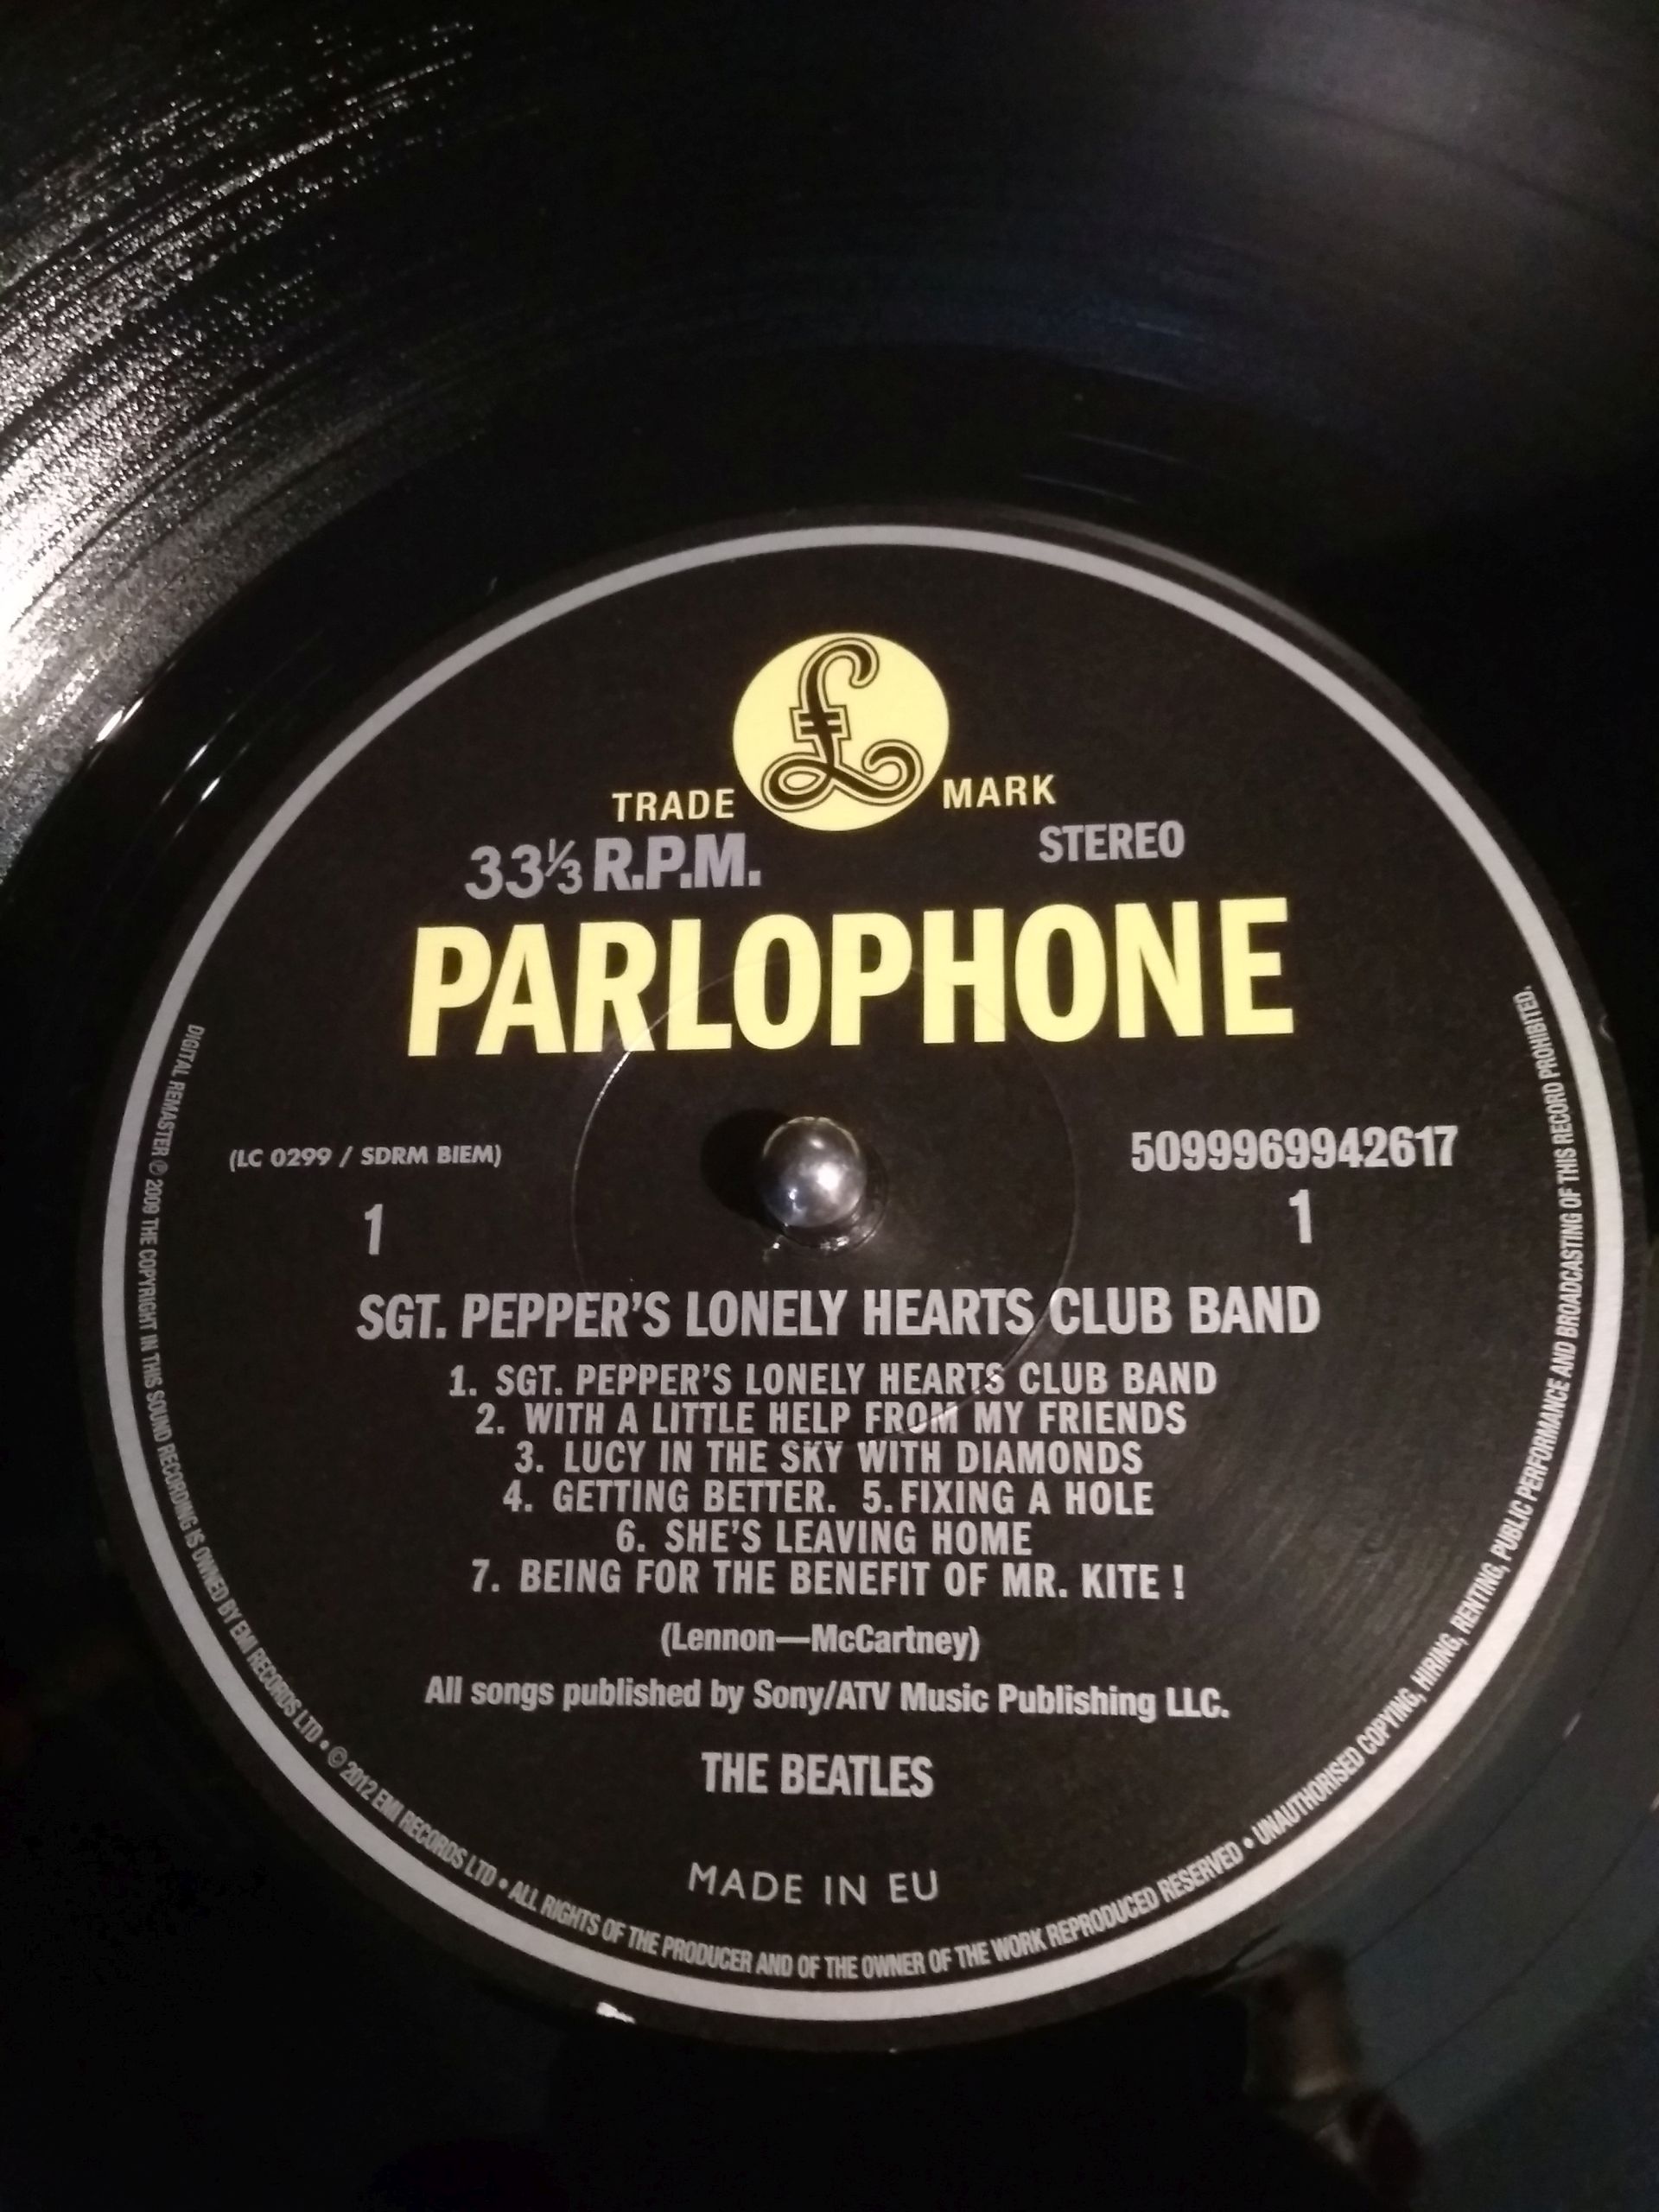 £
TRADE MARK
33⅓ R.P.M. STEREO
PARLOPHONE
(LC 0299 / SDRM BIEM) 5099969942617
1 1
SGT. PEPPER'S LONELY HEARTS CLUB BAND
1. SGT. PEPPER'S LONELY HEARTS CLUB BAND
2. WITH A LITTLE HELP FROM MY FRIENDS
3. LUCY IN THE SKY WITH DIAMONDS
4. GETTING BETTER. 5. FIXING A HOLE
6. SHE'S LEAVING HOME
7. BEING FOR THE BENEFIT OF MR. KITE !
(Lennon—McCartney)
All songs published by Sony/ATV Music Publishing LLC.
THE BEATLES
MADE IN EU
DIGITAL REMASTER ℗ 2009 THE COPYRIGHT IN THIS SOUND RECORDING IS OWNED BY EMI RECORDS LTD • © 2012 EMI RECORDS LTD • ALL RIGHTS OF THE PRODUCER AND OF THE OWNER OF THE WORK REPRODUCED RESERVED • UNAUTHORISED COPYING, HIRING, RENTING, PUBLIC PERFORMANCE AND BROADCASTING OF THIS RECORD PROHIBITED.